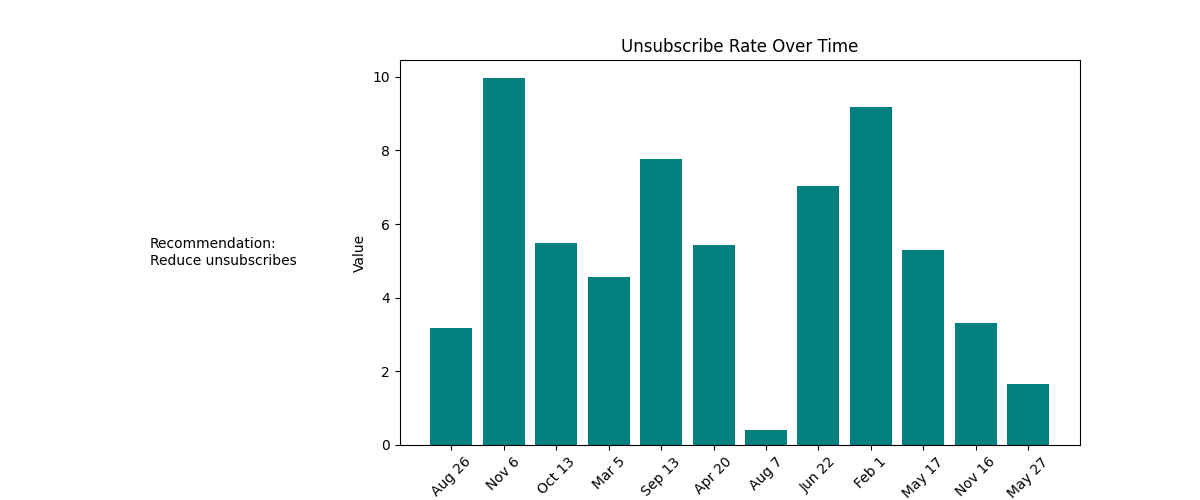 Unsubscribe Rate Over Time
Recommendation:
Reduce unsubscribes
Value
10
8
6
4
2
0
Aug 26
Nov 6
Oct 13
Mar 5
Sep 13
Apr 20
Aug 7
Jun 22
Feb 1
May 17
Nov 16
May 27